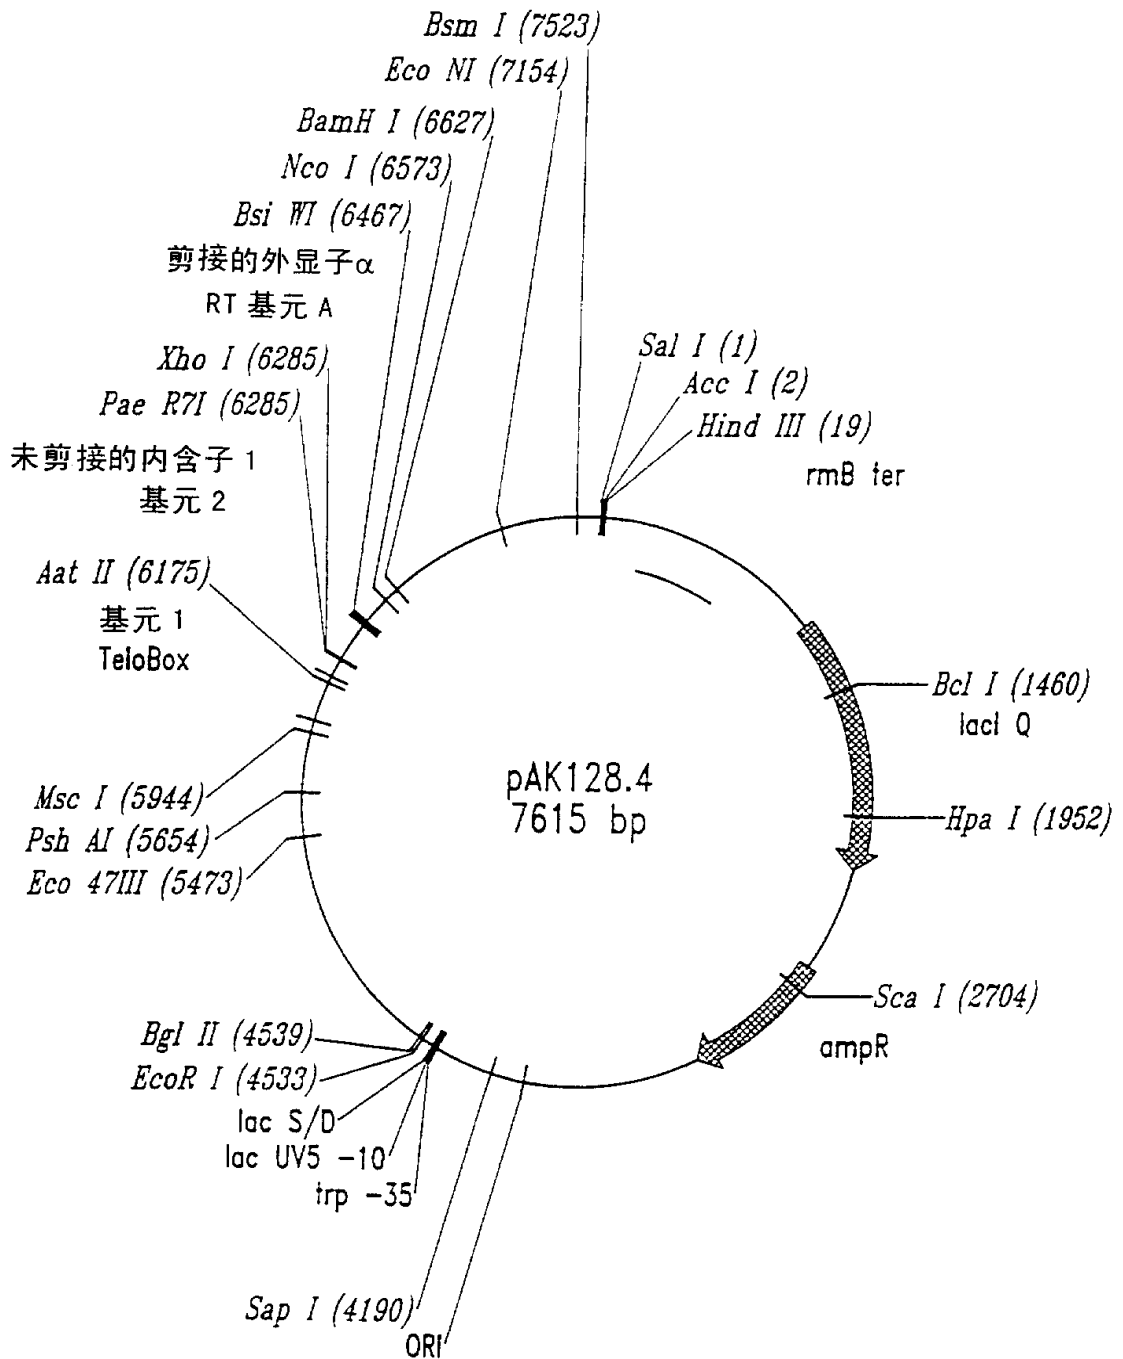 Bsm I (7523)
Eco NI (7154)
BamH I (6627)
Nco I (6573)
Bsi WI (6467)
剪接的外显子α
RT 基元 A
Xho I (6285)
Pae R7I (6285)
未剪接的内含子 1
基元 2
Aat II (6175)
基元 1
TeloBox
Msc I (5944)
Psh AI (5654)
Eco 47III (5473)
Sal I (1)
Acc I (2)
Hind III (19)
rmB ter
Bcl I (1460)
lacI Q
Hpa I (1952)
pAK128.4
7615 bp
Sca I (2704)
ampR
Bgl II (4539)
EcoR I (4533)
lac S/D
lac UV5 -10
trp -35
Sap I (4190)
ORI